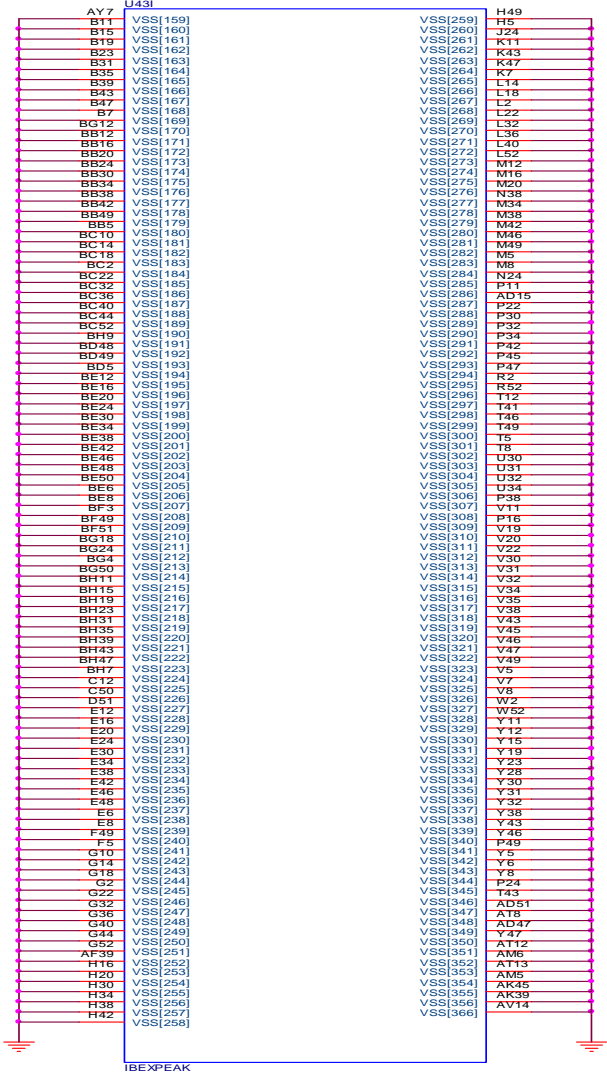 U43I
AY7 VSS[159] VSS[259] H49
B11 VSS[160] VSS[260] H5
B15 VSS[161] VSS[261] J24
B19 VSS[162] VSS[262] K11
B23 VSS[163] VSS[263] K43
B31 VSS[164] VSS[264] K47
B35 VSS[165] VSS[265] K7
B39 VSS[166] VSS[266] L14
B43 VSS[167] VSS[267] L18
B47 VSS[168] VSS[268] L2
B7 VSS[169] VSS[269] L22
BG12 VSS[170] VSS[270] L32
BB12 VSS[171] VSS[271] L36
BB16 VSS[172] VSS[272] L40
BB20 VSS[173] VSS[273] L52
BB24 VSS[174] VSS[274] M12
BB30 VSS[175] VSS[275] M16
BB34 VSS[176] VSS[276] M20
BB38 VSS[177] VSS[277] N38
BB42 VSS[178] VSS[278] M34
BB49 VSS[179] VSS[279] M38
BB5 VSS[180] VSS[280] M42
BC10 VSS[181] VSS[281] M46
BC14 VSS[182] VSS[282] M49
BC18 VSS[183] VSS[283] M5
BC2 VSS[184] VSS[284] M8
BC22 VSS[185] VSS[285] N24
BC32 VSS[186] VSS[286] P11
BC36 VSS[187] VSS[287] AD15
BC40 VSS[188] VSS[288] P22
BC44 VSS[189] VSS[289] P30
BC52 VSS[190] VSS[290] P32
BH9 VSS[191] VSS[291] P34
BD48 VSS[192] VSS[292] P42
BD49 VSS[193] VSS[293] P45
BD5 VSS[194] VSS[294] P47
BE12 VSS[195] VSS[295] R2
BE16 VSS[196] VSS[296] R52
BE20 VSS[197] VSS[297] T12
BE24 VSS[198] VSS[298] T41
BE30 VSS[199] VSS[299] T46
BE34 VSS[200] VSS[300] T49
BE38 VSS[201] VSS[301] T5
BE42 VSS[202] VSS[302] T8
BE46 VSS[203] VSS[303] U30
BE48 VSS[204] VSS[304] U31
BE50 VSS[205] VSS[305] U32
BE6 VSS[206] VSS[306] U34
BE8 VSS[207] VSS[307] P38
BF3 VSS[208] VSS[308] V11
BF49 VSS[209] VSS[309] P16
BF51 VSS[210] VSS[310] V19
BG18 VSS[211] VSS[311] V20
BG24 VSS[212] VSS[312] V22
BG4 VSS[213] VSS[313] V30
BG50 VSS[214] VSS[314] V31
BH11 VSS[215] VSS[315] V32
BH15 VSS[216] VSS[316] V34
BH19 VSS[217] VSS[317] V35
BH23 VSS[218] VSS[318] V38
BH31 VSS[219] VSS[319] V43
BH35 VSS[220] VSS[320] V45
BH39 VSS[221] VSS[321] V46
BH43 VSS[222] VSS[322] V47
BH47 VSS[223] VSS[323] V49
BH7 VSS[224] VSS[324] V5
C12 VSS[225] VSS[325] V7
C50 VSS[226] VSS[326] V8
D51 VSS[227] VSS[327] W2
E12 VSS[228] VSS[328] W52
E16 VSS[229] VSS[329] Y11
E20 VSS[230] VSS[330] Y12
E24 VSS[231] VSS[331] Y15
E30 VSS[232] VSS[332] Y19
E34 VSS[233] VSS[333] Y23
E38 VSS[234] VSS[334] Y28
E42 VSS[235] VSS[335] Y30
E46 VSS[236] VSS[336] Y31
E48 VSS[237] VSS[337] Y32
E6 VSS[238] VSS[338] Y38
E8 VSS[239] VSS[339] Y43
F49 VSS[240] VSS[340] Y46
F5 VSS[241] VSS[341] P49
G10 VSS[242] VSS[342] Y5
G14 VSS[243] VSS[343] Y6
G18 VSS[244] VSS[344] Y8
G2 VSS[245] VSS[345] P24
G22 VSS[246] VSS[346] T43
G32 VSS[247] VSS[347] AD51
G36 VSS[248] VSS[348] AT8
G40 VSS[249] VSS[349] AD47
G44 VSS[250] VSS[350] Y47
G52 VSS[251] VSS[351] AT12
AF39 VSS[252] VSS[352] AM6
H16 VSS[253] VSS[353] AT13
H20 VSS[254] VSS[354] AM5
H30 VSS[255] VSS[355] AK45
H34 VSS[256] VSS[356] AK39
H38 VSS[257] VSS[366] AV14
H42 VSS[258]
IBEXPEAK